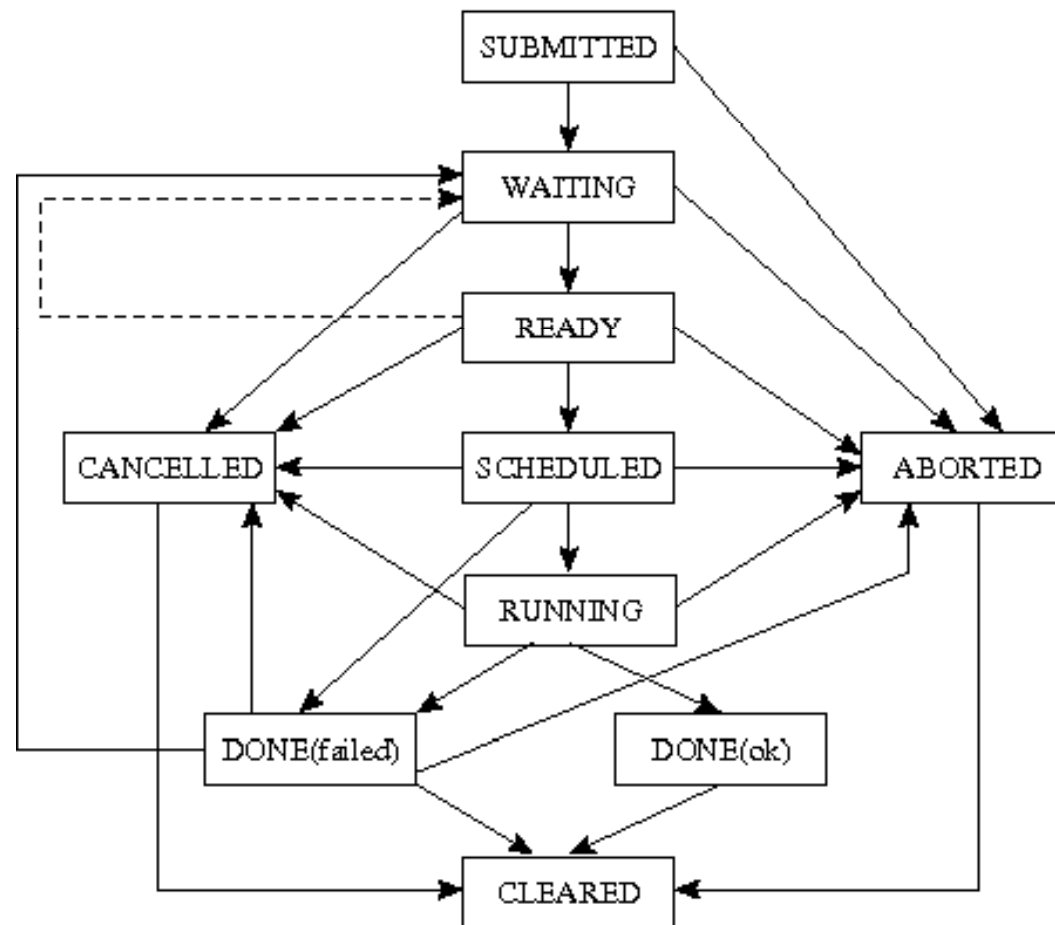 SUBMITTED
WAITING
READY
CANCELLED
SCHEDULED
ABORTED
RUNNING
DONE(failed)
DONE(ok)
CLEARED